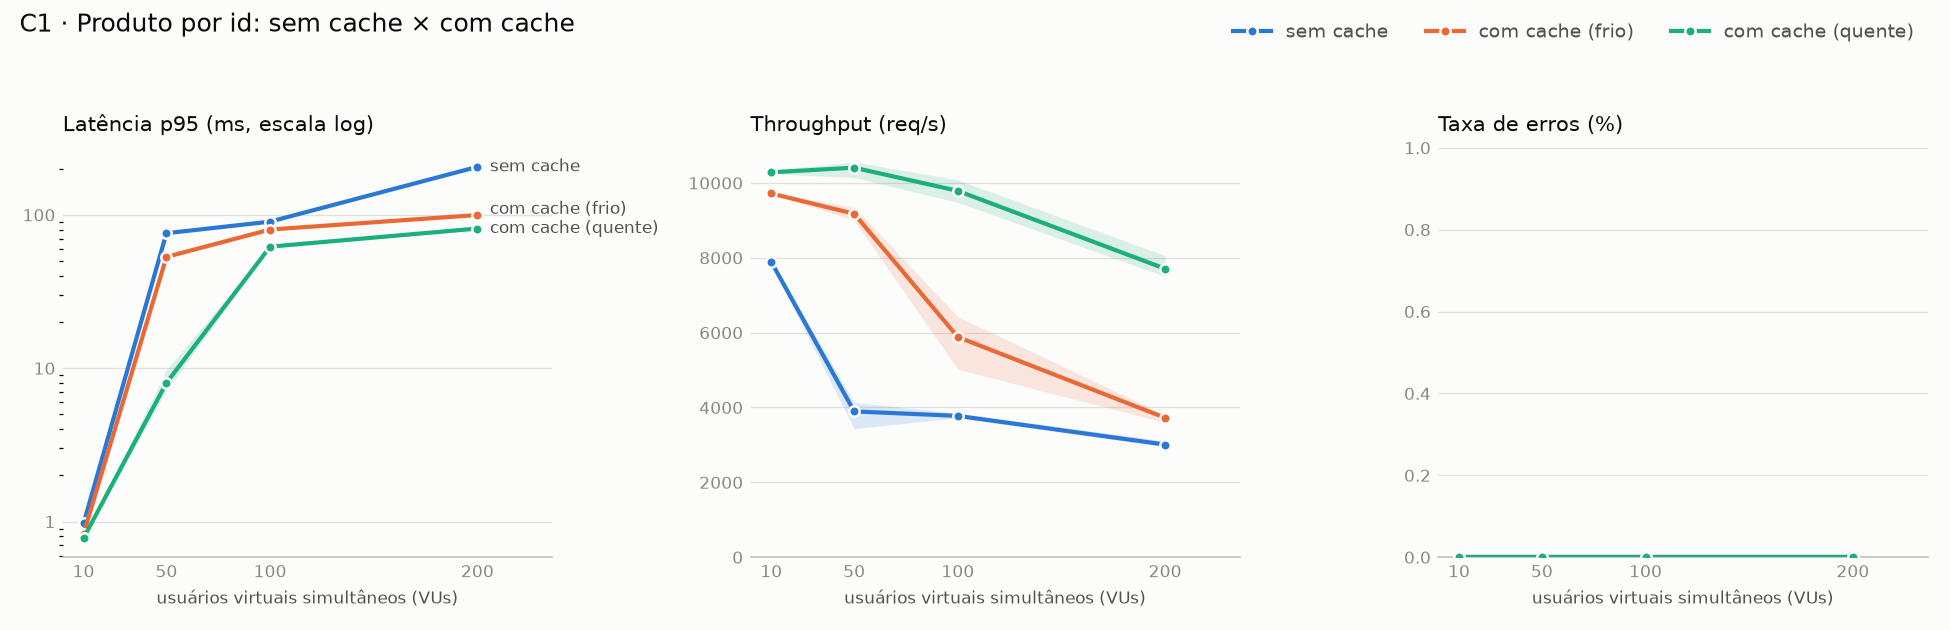 C1 · Produto por id: sem cache × com cache
sem cache
com cache (frio)
com cache (quente)
Latência p95 (ms, escala log)
100
10
1
sem cache
com cache (frio)
com cache (quente)
10
50
100
200
usuários virtuais simultâneos (VUs)
Throughput (req/s)
10000
8000
6000
4000
2000
0
10
50
100
200
usuários virtuais simultâneos (VUs)
Taxa de erros (%)
1.0
0.8
0.6
0.4
0.2
0.0
10
50
100
200
usuários virtuais simultâneos (VUs)